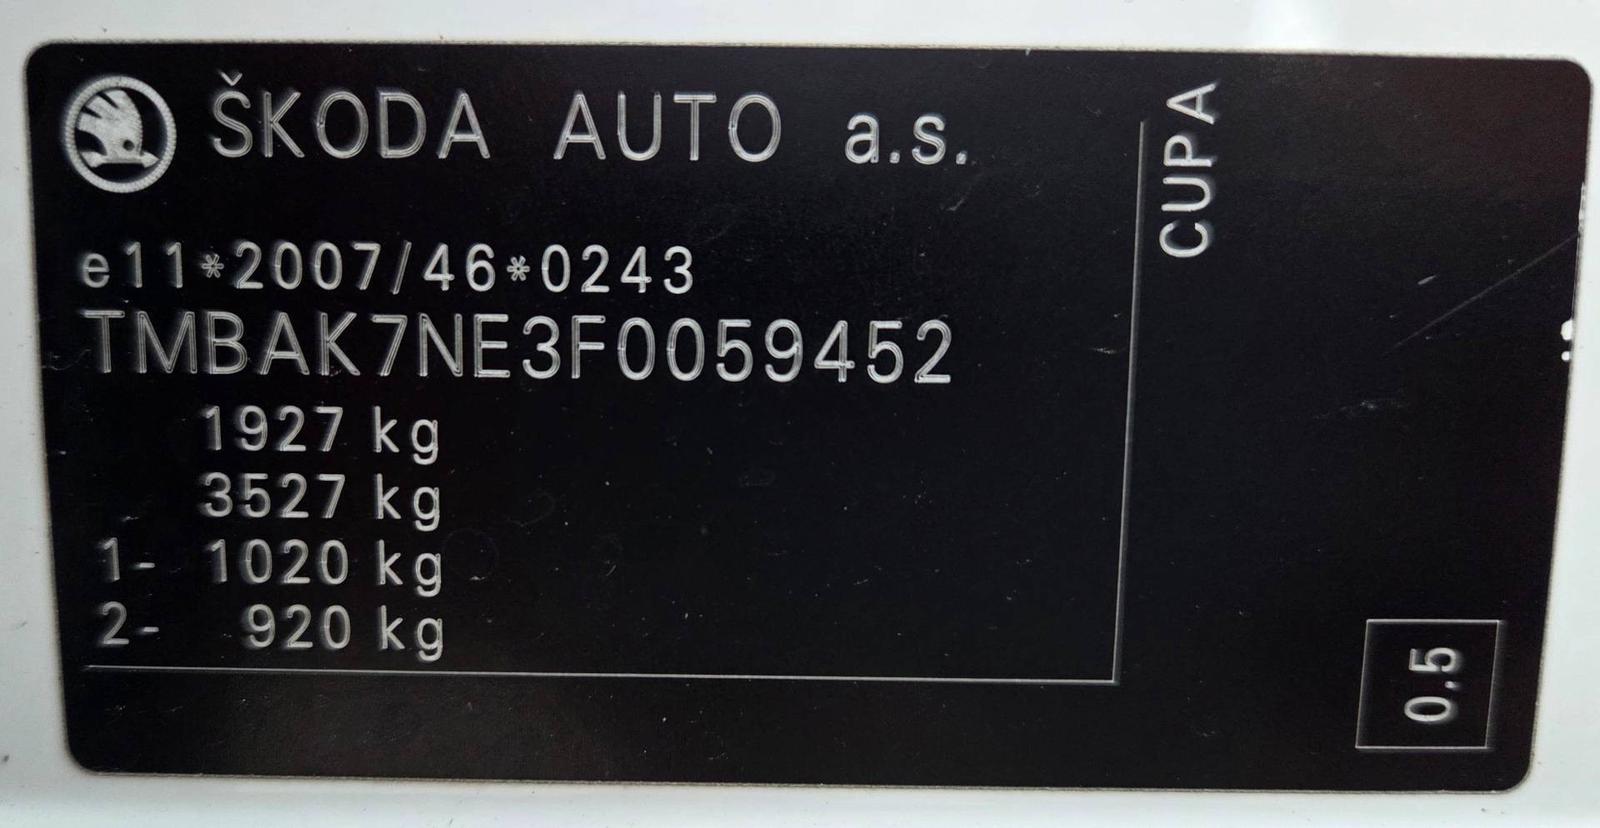 ŠKODA AUTO a.s.
e11*2007/46*0243
TMBAK7NE3F0059452
1927 kg
3527 kg
1- 1020 kg
2- 920 kg
CUPA
0.5